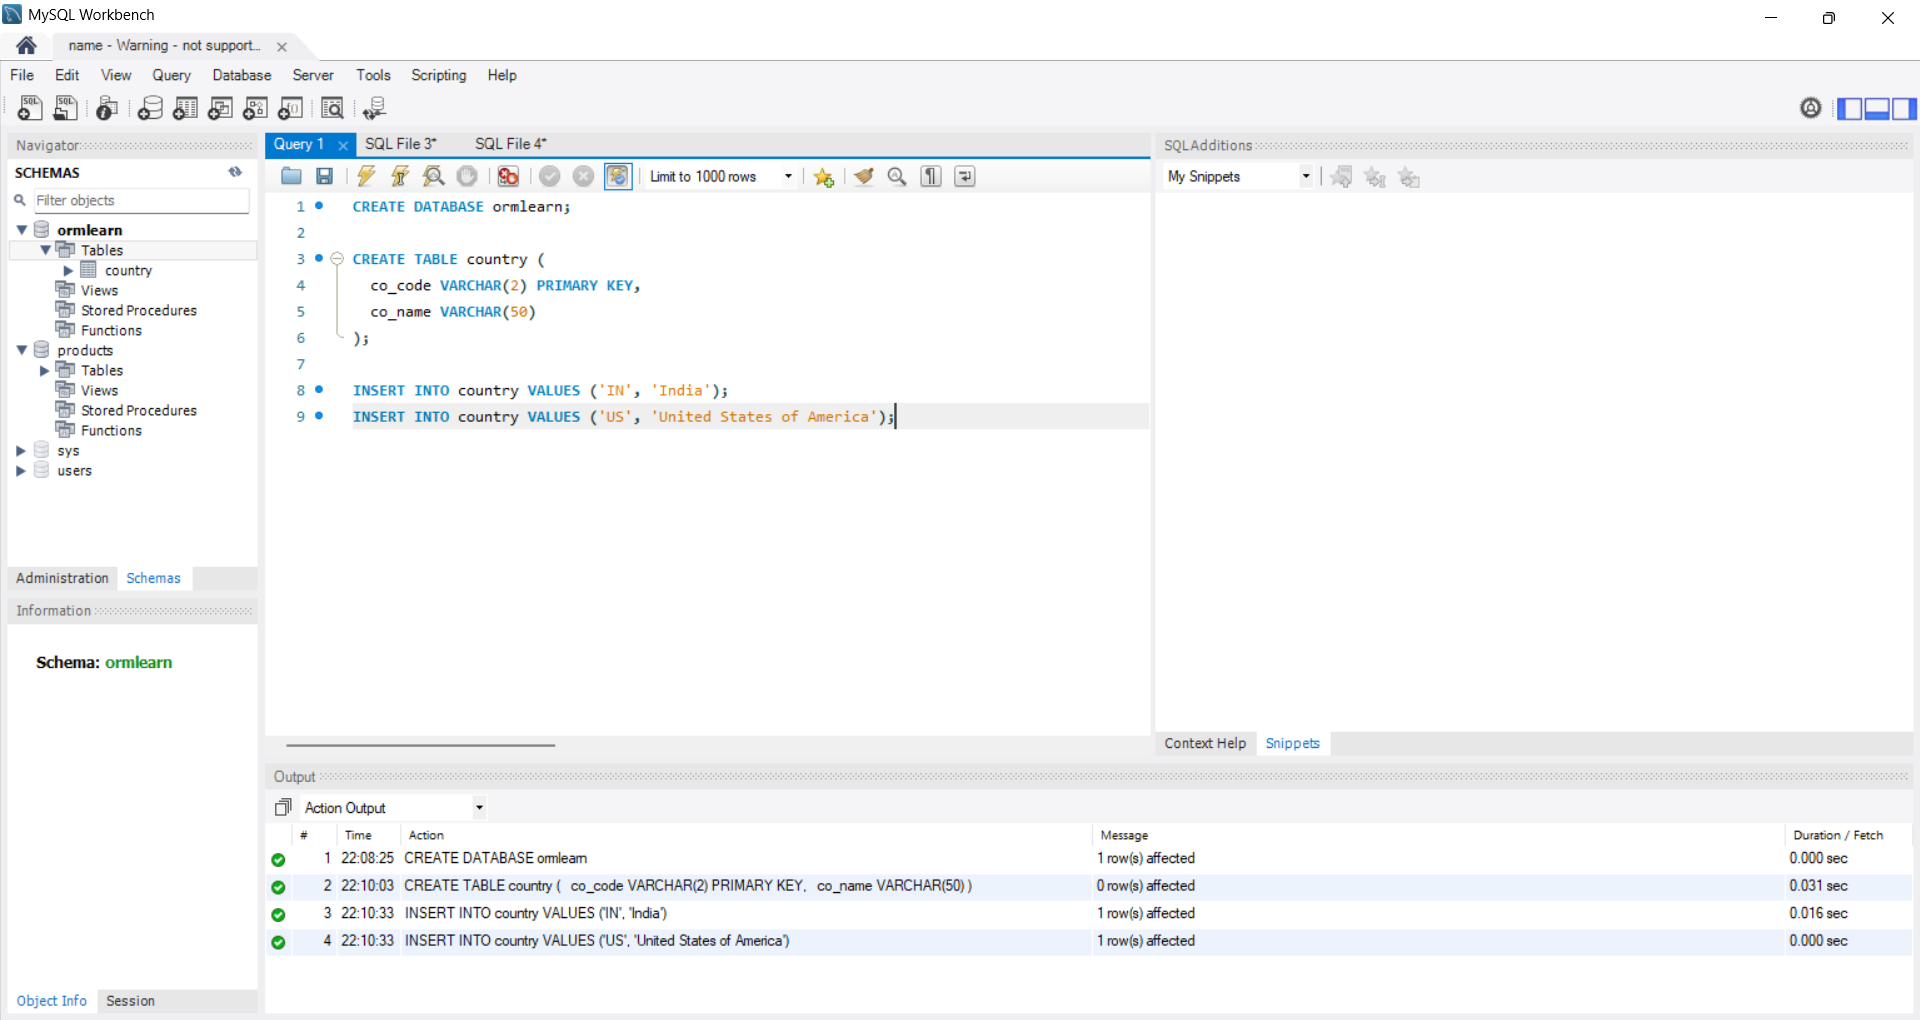 MySQL Workbench
name - Warning - not support...
File Edit View Query Database Server Tools Scripting Help
Navigator
SCHEMAS
Filter objects
ormlearn
Tables
country
Views
Stored Procedures
Functions
products
Tables
Views
Stored Procedures
Functions
sys
users
Administration Schemas
Information
Schema: ormlearn
Object Info Session
Query 1 SQL File 3* SQL File 4*
Limit to 1000 rows
1 CREATE DATABASE ormlearn;
2
3 CREATE TABLE country (
4 co_code VARCHAR(2) PRIMARY KEY,
5 co_name VARCHAR(50)
6 );
7
8 INSERT INTO country VALUES ('IN', 'India');
9 INSERT INTO country VALUES ('US', 'United States of America');
SQLAdditions
My Snippets
Context Help Snippets
Output
Action Output
# Time Action Message Duration / Fetch
1 22:08:25 CREATE DATABASE ormlearn 1 row(s) affected 0.000 sec
2 22:10:03 CREATE TABLE country ( co_code VARCHAR(2) PRIMARY KEY, co_name VARCHAR(50) ) 0 row(s) affected 0.031 sec
3 22:10:33 INSERT INTO country VALUES ('IN', 'India') 1 row(s) affected 0.016 sec
4 22:10:33 INSERT INTO country VALUES ('US', 'United States of America') 1 row(s) affected 0.000 sec